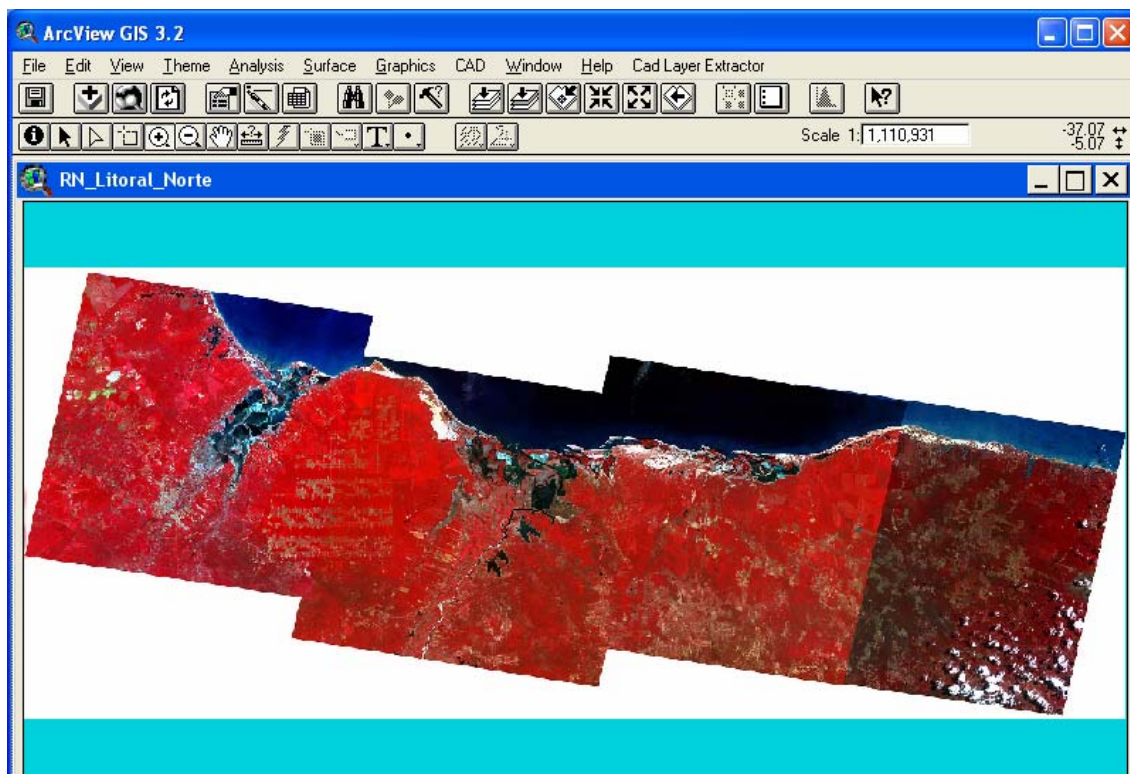 ArcView GIS 3.2
File Edit View Theme Analysis Surface Graphics CAD Window Help Cad Layer Extractor
T
Scale 1: 1,110,931
-37.07
-5.07
RN_Litoral_Norte